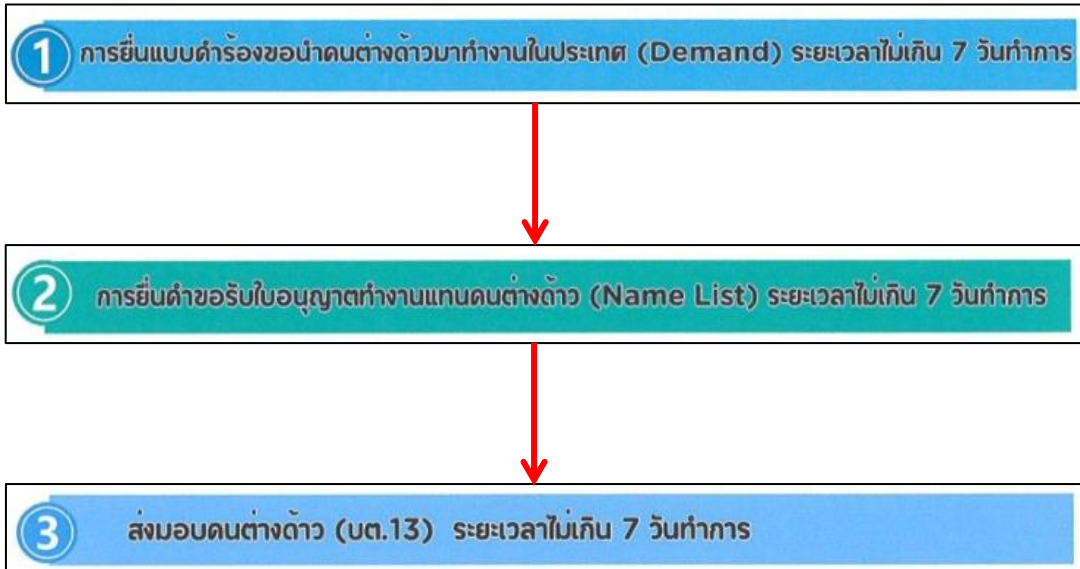 1 การยื่นแบบคำร้องขอนำคนต่างด้าวมาทำงานในประเทศ (Demand) ระยะเวลาไม่เกิน 7 วันทำการ
2 การยื่นคำขอรับใบอนุญาตทำงานแทนคนต่างด้าว (Name List) ระยะเวลาไม่เกิน 7 วันทำการ
3 ส่งมอบคนต่างด้าว (บต.13) ระยะเวลาไม่เกิน 7 วันทำการ